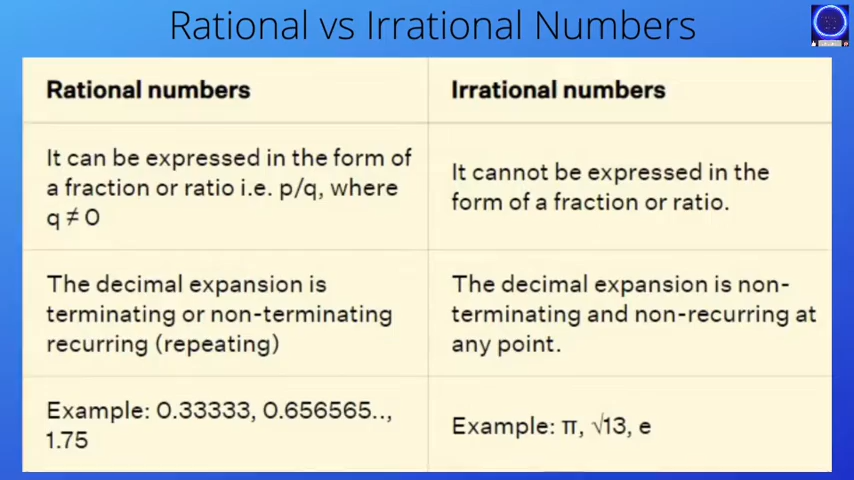 Rational vs Irrational Numbers
Rational numbers
Irrational numbers
It can be expressed in the form of
a fraction or ratio i.e. p/q, where
q ≠ 0
It cannot be expressed in the
form of a fraction or ratio.
The decimal expansion is
terminating or non-terminating
recurring (repeating)
The decimal expansion is non-
terminating and non-recurring at
any point.
Example: 0.33333, 0.656565..,
1.75
Example: π, √13, e